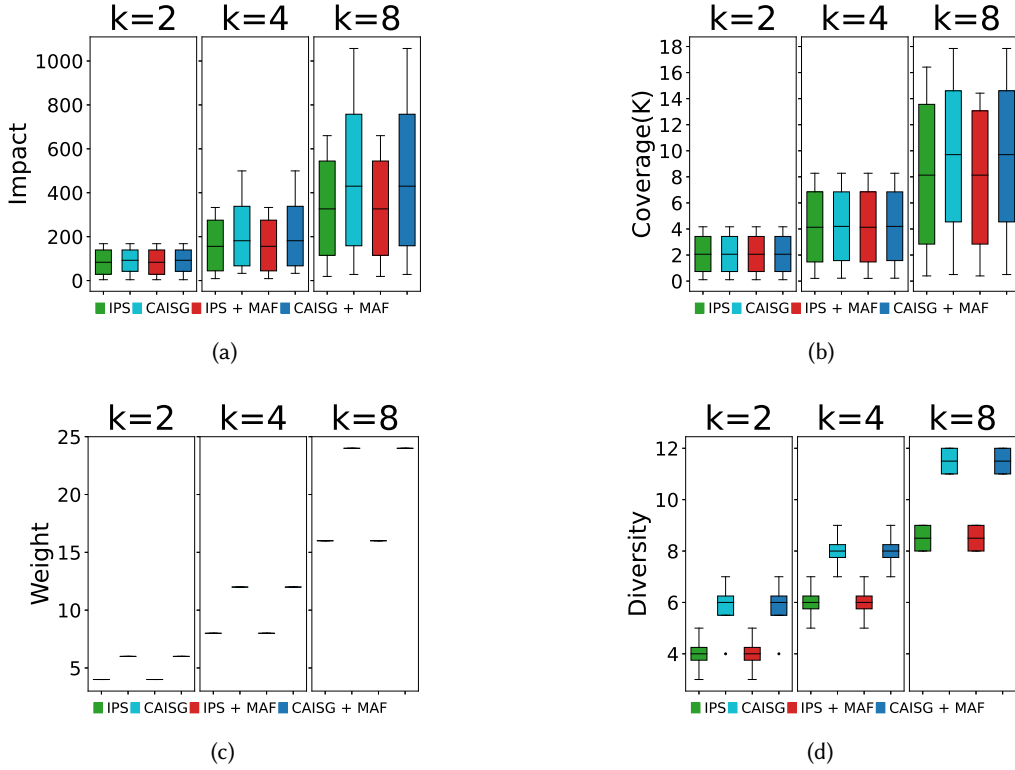 k=2 k=4 k=8
Impact
1000
800
600
400
200
0
IPS CAISG IPS + MAF CAISG + MAF
(a)
k=2 k=4 k=8
Coverage(K)
18
16
14
12
10
8
6
4
2
0
IPS CAISG IPS + MAF CAISG + MAF
(b)
k=2 k=4 k=8
Weight
25
20
15
10
5
IPS CAISG IPS + MAF CAISG + MAF
(c)
k=2 k=4 k=8
Diversity
12
10
8
6
4
IPS CAISG IPS + MAF CAISG + MAF
(d)